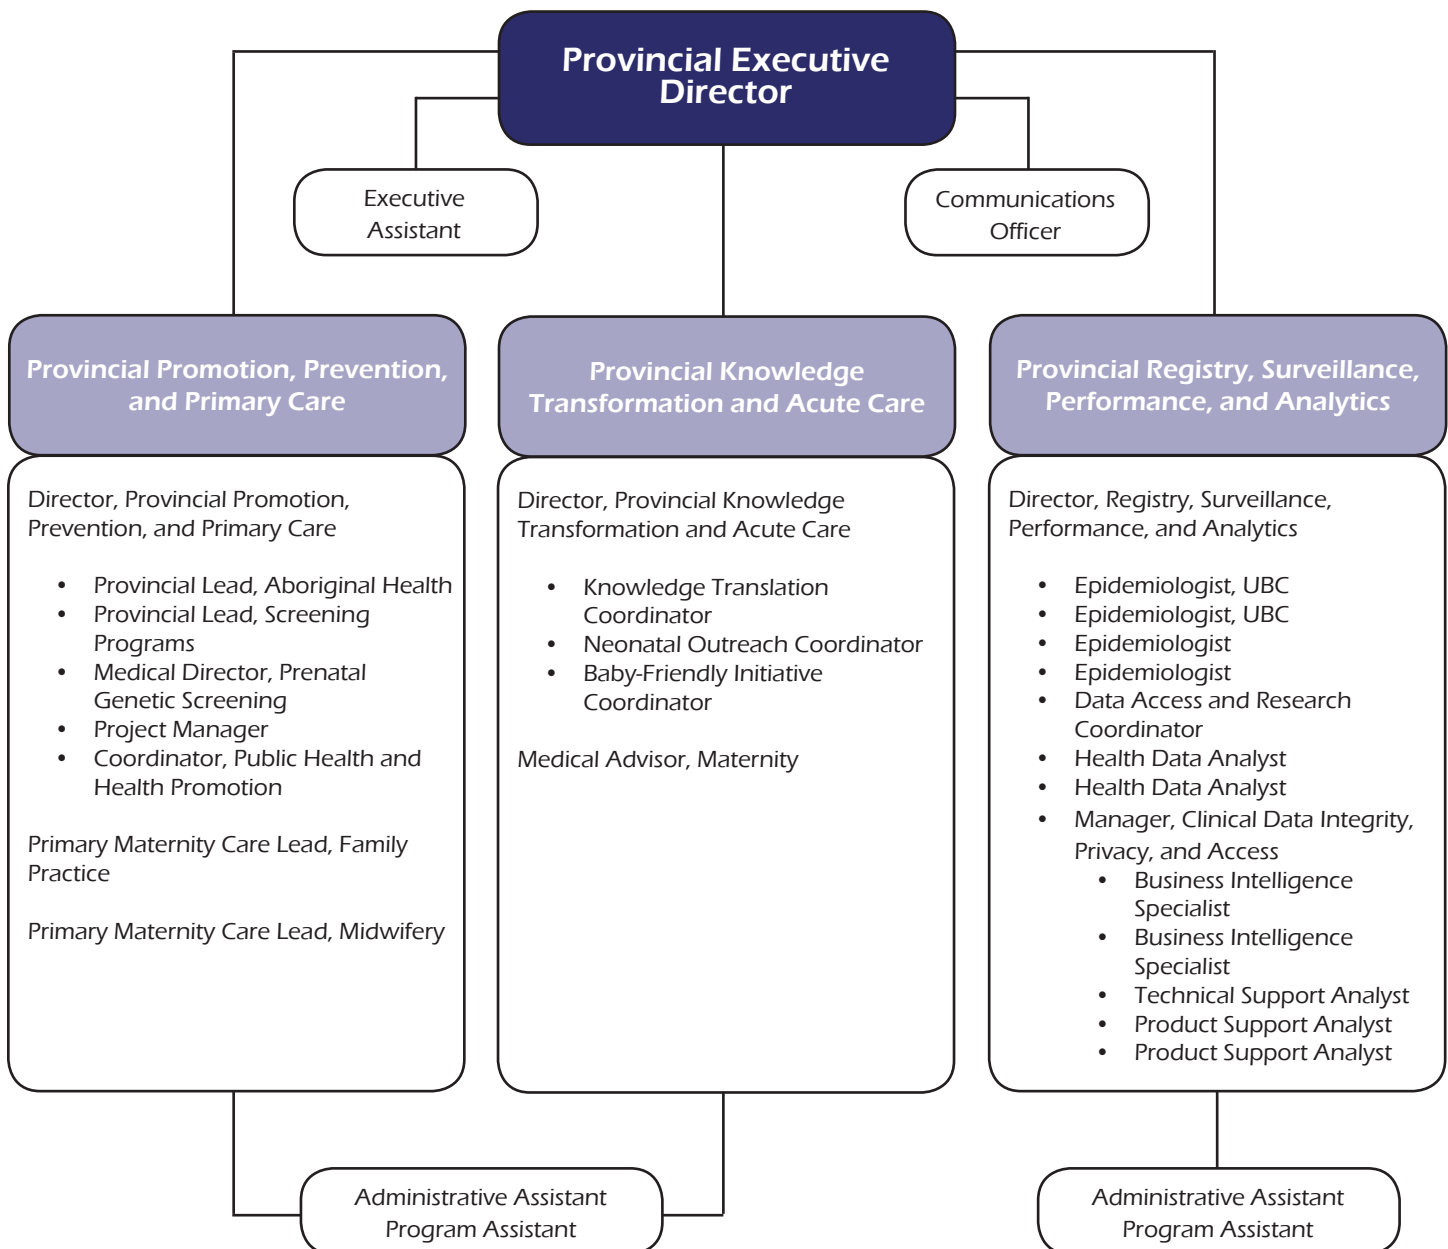 Provincial Executive
Director
Executive
Assistant
Communications
Officer
Provincial Promotion, Prevention,
and Primary Care
Director, Provincial Promotion,
Prevention, and Primary Care
• Provincial Lead, Aboriginal Health
• Provincial Lead, Screening
Programs
• Medical Director, Prenatal
Genetic Screening
• Project Manager
• Coordinator, Public Health and
Health Promotion
Primary Maternity Care Lead, Family
Practice
Primary Maternity Care Lead, Midwifery
Provincial Knowledge
Transformation and Acute Care
Director, Provincial Knowledge
Transformation and Acute Care
• Knowledge Translation
Coordinator
• Neonatal Outreach Coordinator
• Baby-Friendly Initiative
Coordinator
Medical Advisor, Maternity
Provincial Registry, Surveillance,
Performance, and Analytics
Director, Registry, Surveillance,
Performance, and Analytics
• Epidemiologist, UBC
• Epidemiologist, UBC
• Epidemiologist
• Epidemiologist
• Data Access and Research
Coordinator
• Health Data Analyst
• Health Data Analyst
• Manager, Clinical Data Integrity,
Privacy, and Access
• Business Intelligence
Specialist
• Business Intelligence
Specialist
• Technical Support Analyst
• Product Support Analyst
• Product Support Analyst
Administrative Assistant
Program Assistant
Administrative Assistant
Program Assistant